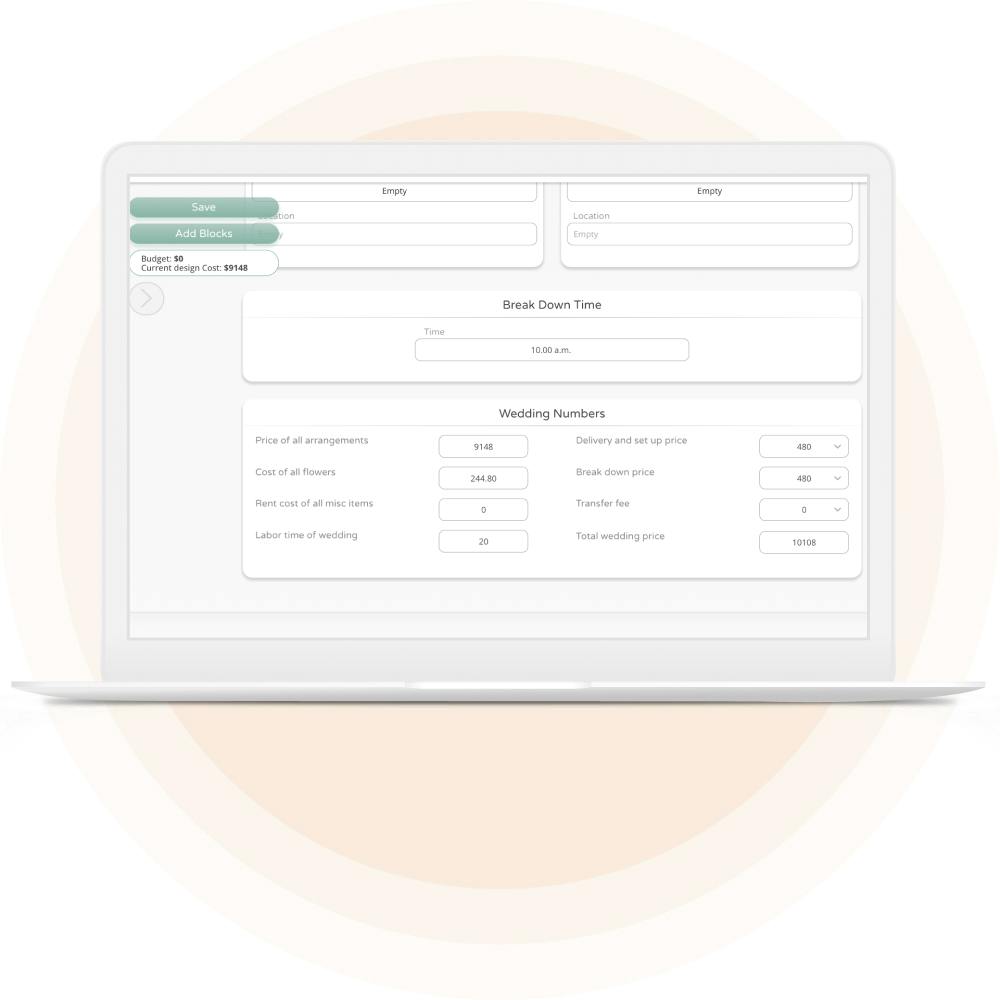 Empty
Empty
Save
Location
Location
Add Blocks
Empty
Empty
Budget: $0
Current design Cost: $9148
Break Down Time
Time
10.00 a.m.
Wedding Numbers
Price of all arrangements 9148
Delivery and set up price 480
Cost of all flowers 244.80
Break down price 480
Rent cost of all misc items 0
Transfer fee 0
Labor time of wedding 20
Total wedding price 10108